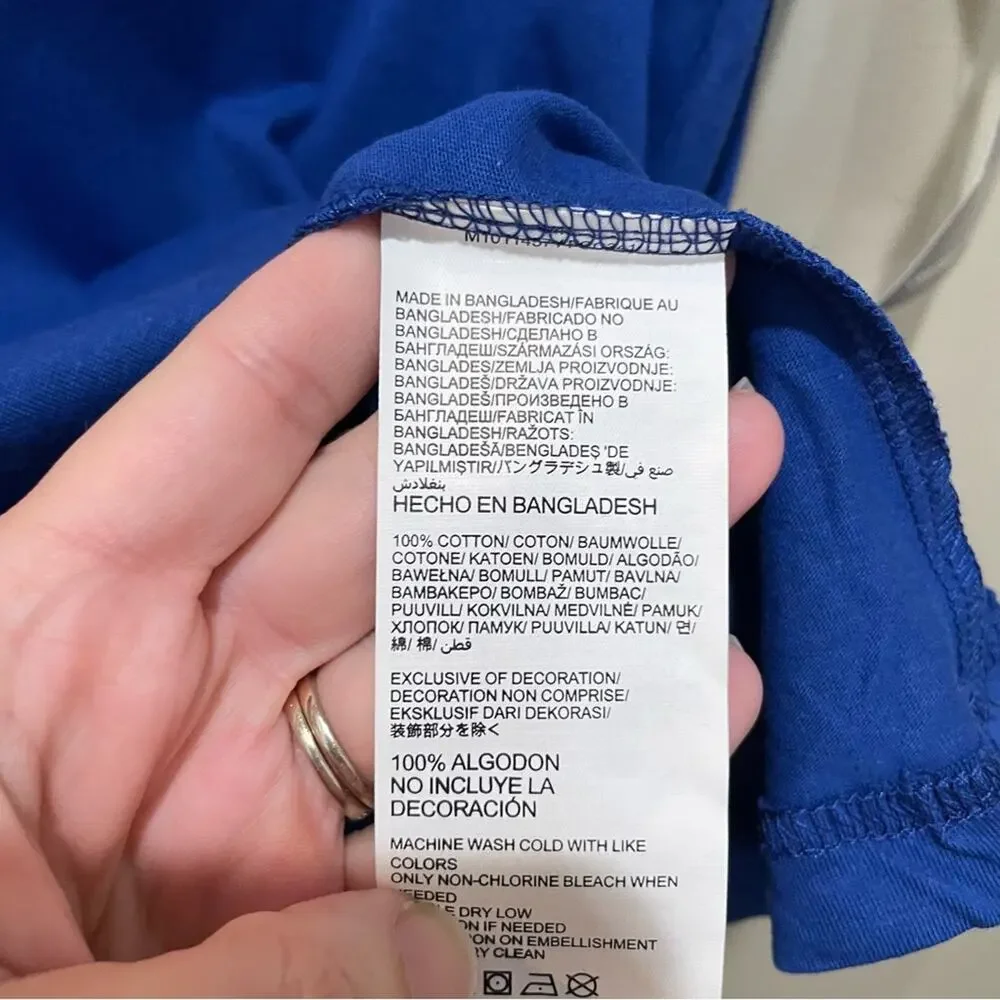 MADE IN BANGLADESH/FABRIQUE AU
BANGLADESH/FABRICADO NO
BANGLADESH/СДЕЛАНО В
БАНГЛАДЕШ/SZÁRMAZÁSI ORSZÁG:
BANGLADES/ZEMLJA PROIZVODNJE:
BANGLADEŠ/DRŽAVA PROIZVODNJE:
BANGLADEŠ/ПРОИЗВЕДЕНО В
БАНГЛАДЕШ/FABRICAT ÎN
BANGLADESH/RAŽOTS:
BANGLADEŠĀ/BENGLADEŞ 'DE
YAPILMIŞTIR//バングラデシュ製/صنع في
بنغلادش
HECHO EN BANGLADESH
100% COTTON/ COTON/ BAUMWOLLE/
COTONE/ KATOEN/ BOMULD/ ALGODÃO/
BAWEŁNA/ BOMULL/ PAMUT/ BAVLNA/
ΒΑΜΒΑΚΕΡΟ/ BOMBAŽ/ BUMBAC/
PUUVILL/ KOKVILNA/ MEDVILNĖ/ PAMUK/
ХЛОПОК/ ПАМУК/ PUUVILLA/ KATUN/ 면/
綿/ 棉/ قطن
EXCLUSIVE OF DECORATION/
DECORATION NON COMPRISE/
EKSKLUSIF DARI DEKORASI/
装飾部分を除く
100% ALGODON
NO INCLUYE LA
DECORACIÓN
MACHINE WASH COLD WITH LIKE
COLORS
ONLY NON-CHLORINE BLEACH WHEN
DRY LOW
IF NEEDED
ON EMBELLISHMENT
CLEAN